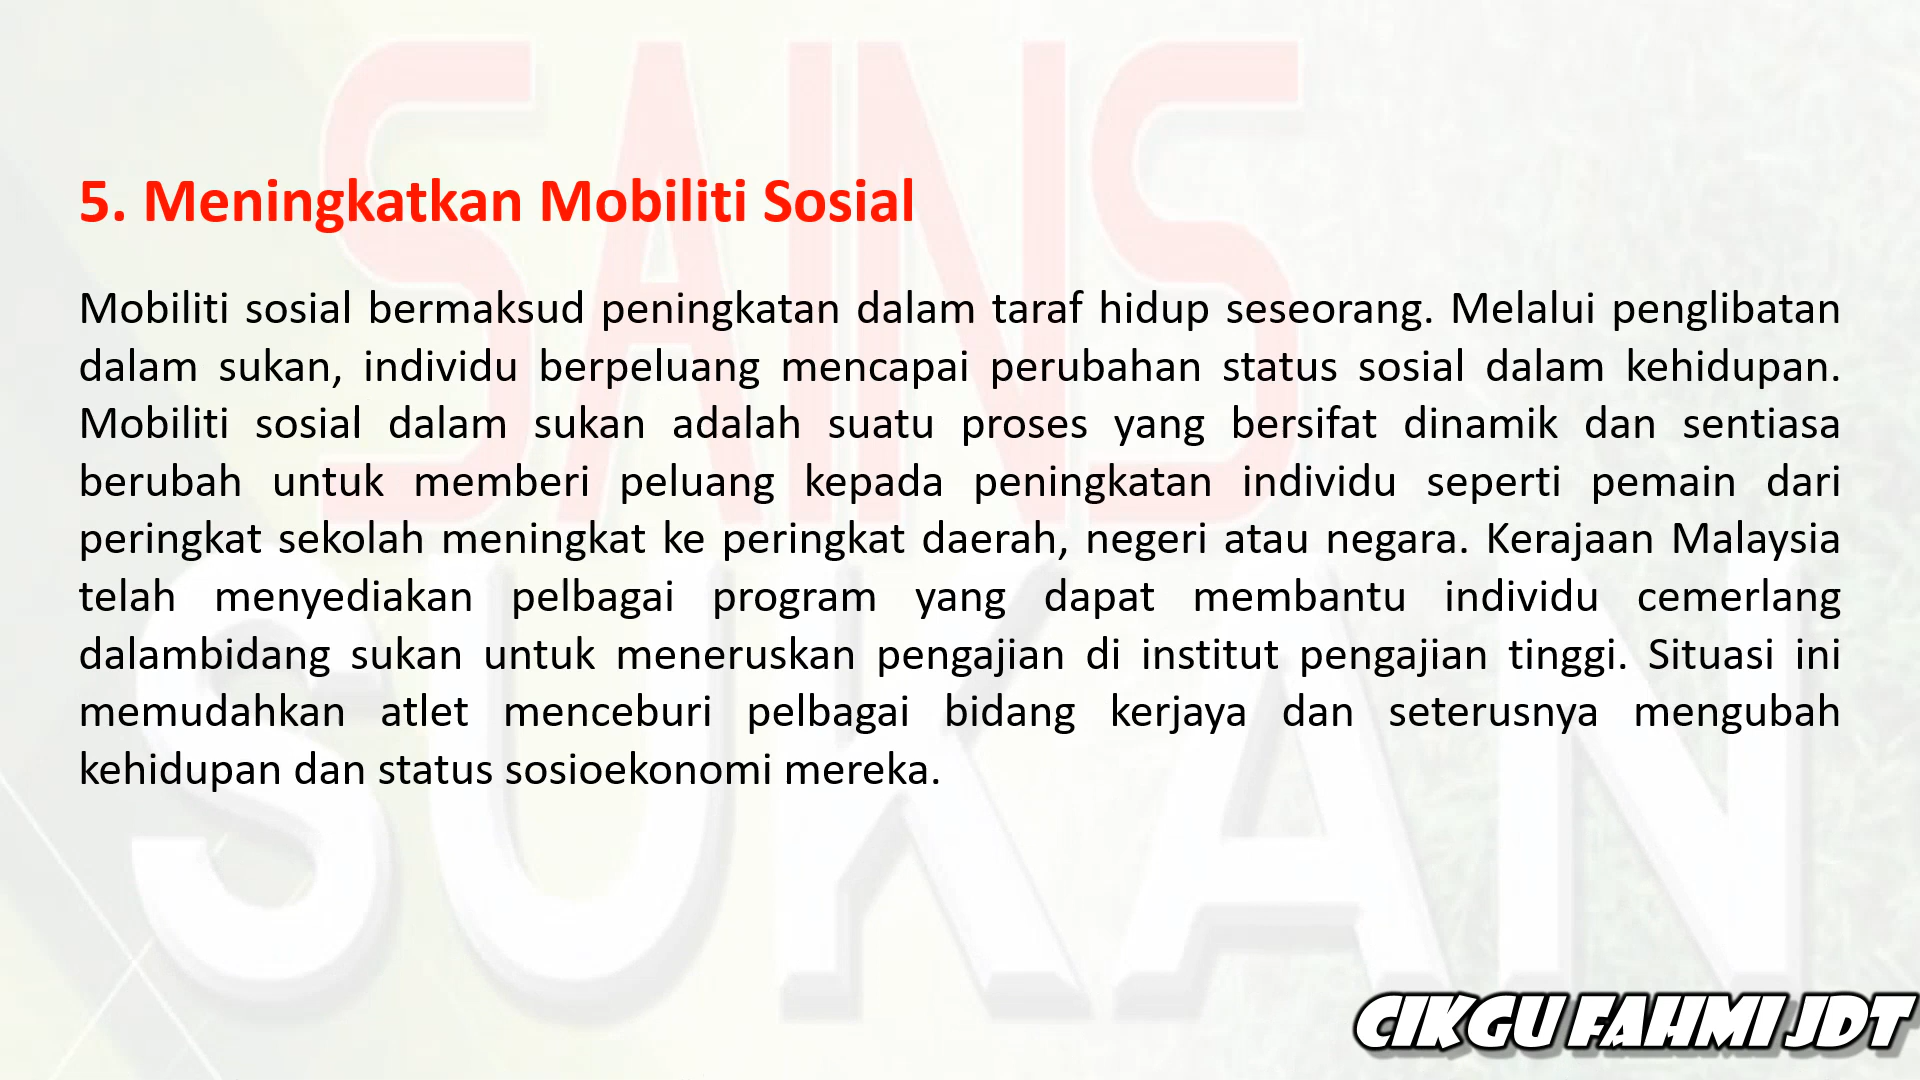 SAINS
SUKAN
5. Meningkatkan Mobiliti Sosial
Mobiliti sosial bermaksud peningkatan dalam taraf hidup seseorang. Melalui penglibatan
dalam sukan, individu berpeluang mencapai perubahan status sosial dalam kehidupan.
Mobiliti sosial dalam sukan adalah suatu proses yang bersifat dinamik dan sentiasa
berubah untuk memberi peluang kepada peningkatan individu seperti pemain dari
peringkat sekolah meningkat ke peringkat daerah, negeri atau negara. Kerajaan Malaysia
telah menyediakan pelbagai program yang dapat membantu individu cemerlang
dalambidang sukan untuk meneruskan pengajian di institut pengajian tinggi. Situasi ini
memudahkan atlet menceburi pelbagai bidang kerjaya dan seterusnya mengubah
kehidupan dan status sosioekonomi mereka.
CIKGU FAHMI JDT